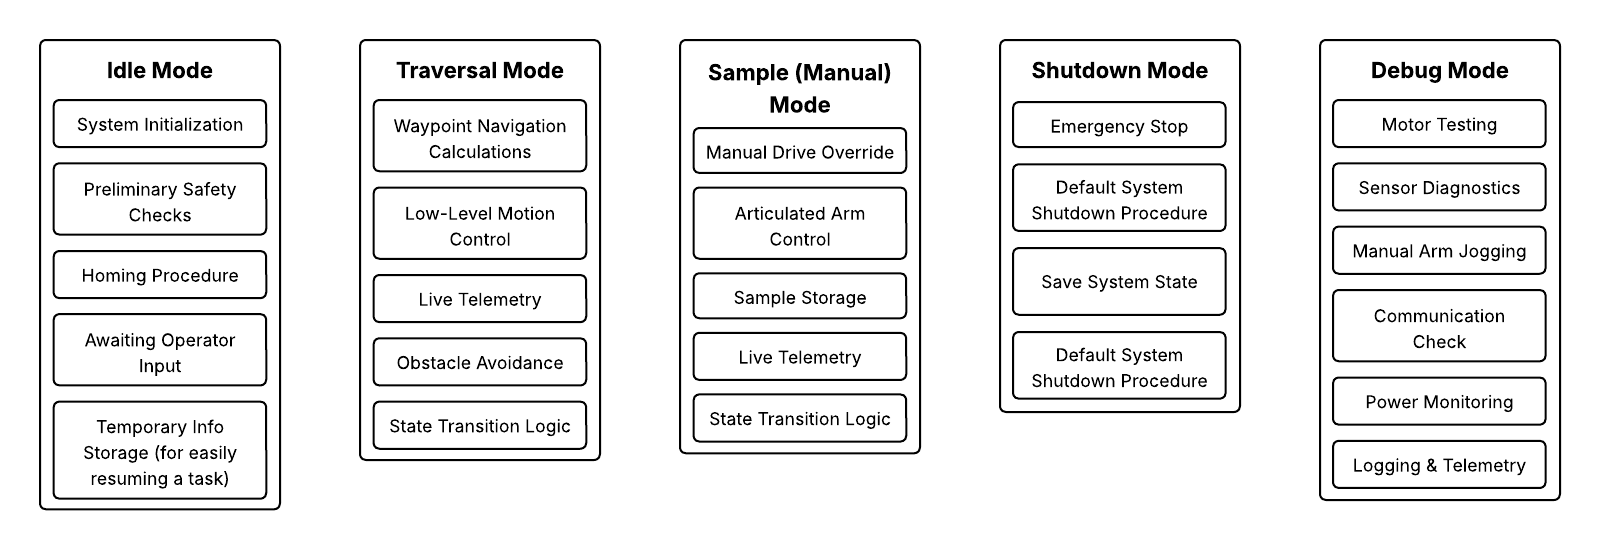 Idle Mode
System Initialization
Preliminary Safety
Checks
Homing Procedure
Awaiting Operator
Input
Temporary Info
Storage (for easily
resuming a task)
Traversal Mode
Waypoint Navigation
Calculations
Low-Level Motion
Control
Live Telemetry
Obstacle Avoidance
State Transition Logic
Sample (Manual)
Mode
Manual Drive Override
Articulated Arm
Control
Sample Storage
Live Telemetry
State Transition Logic
Shutdown Mode
Emergency Stop
Default System
Shutdown Procedure
Save System State
Default System
Shutdown Procedure
Debug Mode
Motor Testing
Sensor Diagnostics
Manual Arm Jogging
Communication
Check
Power Monitoring
Logging & Telemetry